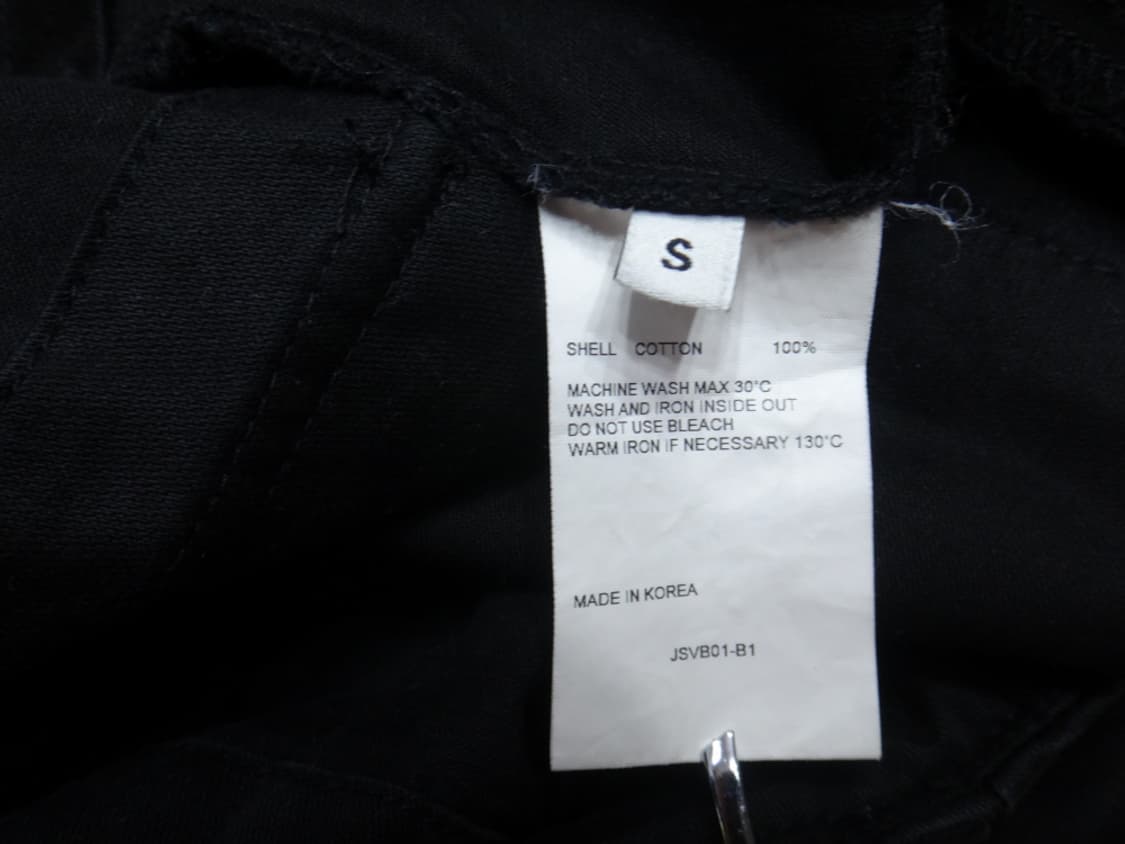 S
SHELL COTTON 100%
MACHINE WASH MAX 30°C
WASH AND IRON INSIDE OUT
DO NOT USE BLEACH
WARM IRON IF NECESSARY 130°C
MADE IN KOREA
JSVB01-B1